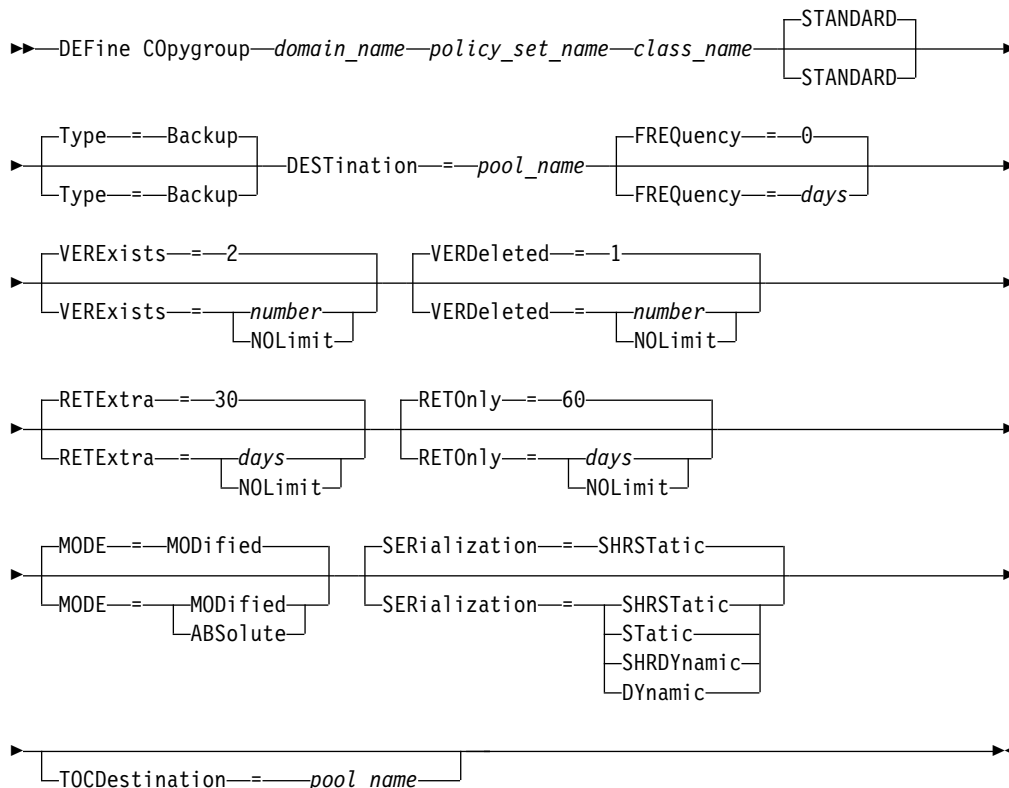 STANDARD
DEFine COpygroup domain_name policy_set_name class_name
STANDARD
Type = Backup
FREQuency = 0
DESTination = pool_name
Type = Backup
FREQuency = days
VERExists = 2
VERDeleted = 1
VERExists = number
NOLimit
VERDeleted = number
NOLimit
RETExtra = 30
RETOnly = 60
RETExtra = days
NOLimit
RETOnly = days
NOLimit
MODE = MODified
SERialization = SHRSTatic
MODE = MODified
ABSolute
SERialization = SHRSTatic
STatic
SHRDYnamic
DYnamic
TOCDestination = pool_name